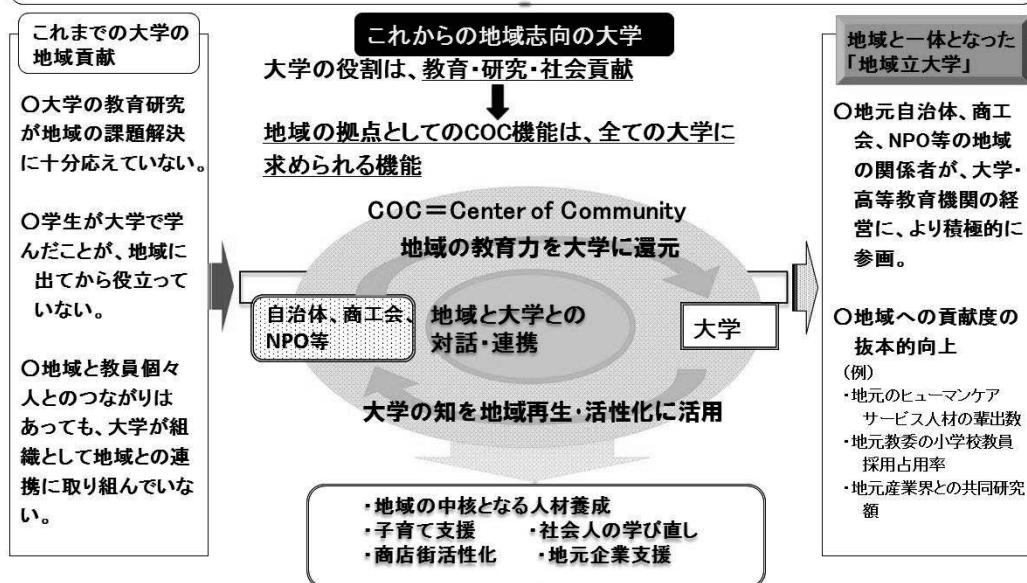 これまでの大学の
地域貢献
〇大学の教育研究
が地域の課題解決
に十分応えていない。
〇学生が大学で学
んだことが、地域に
出てから役立って
いない。
〇地域と教員個々
人とのつながりは
あっても、大学が組
織として地域との連
携に取り組んでいな
い。
これからの地域志向の大学
大学の役割は、教育・研究・社会貢献
地域の拠点としてのCOC機能は、全ての大学に
求められる機能
COC＝Center of Community
地域の教育力を大学に還元
自治体、商工会、
NPO等
地域と大学との
対話・連携
大学
大学の知を地域再生・活性化に活用
・地域の中核となる人材養成
・子育て支援　・社会人の学び直し
・商店街活性化　・地元企業支援
地域と一体となった
「地域立大学」
〇地元自治体、商工
会、NPO等の地域
の関係者が、大学・
高等教育機関の経
営に、より積極的に
参画。
〇地域への貢献度の
抜本的向上
(例)
・地元のヒューマンケア
サービス人材の輩出数
・地元教委の小学校教員
採用占用率
・地元産業界との共同研究
額